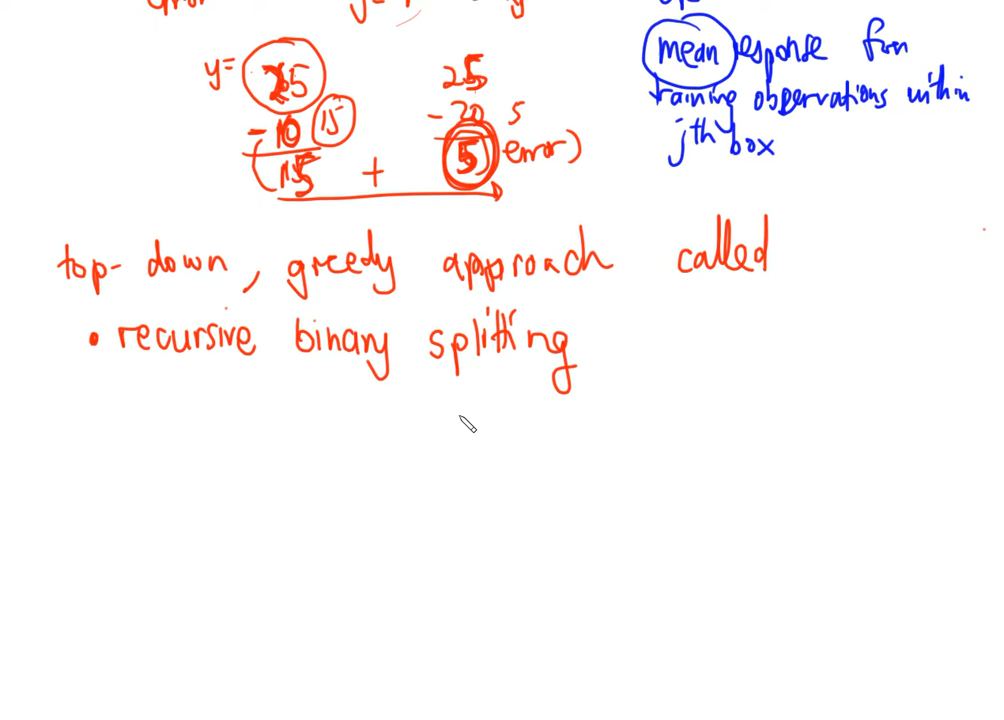 y= 25 25
- 10 15 - 20 5
15 + 5 error)
mean response from
training observations within
jth box
top-down, greedy approach called
• recursive binary splitting